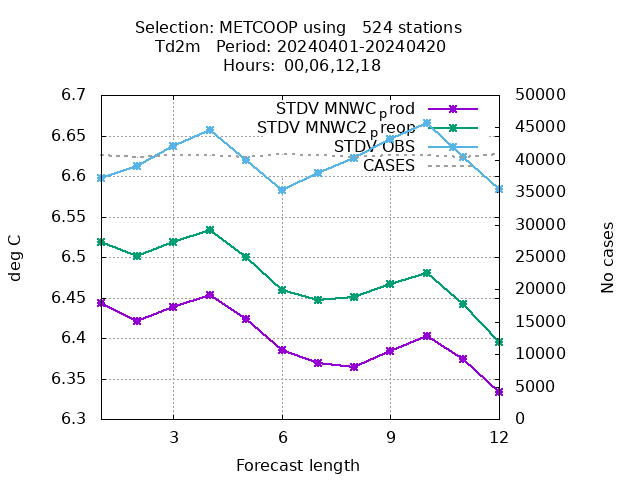 Selection: METCOOP using 524 stations
Td2m Period: 20240401-20240420
Hours: 00,06,12,18
STDV MNWCprod
STDV MNWC2preop
STDV OBS
CASES
6.7
6.65
6.6
6.55
6.5
6.45
6.4
6.35
6.3
50000
45000
40000
35000
30000
25000
20000
15000
10000
5000
0
deg C
No cases
3 6 9 12
Forecast length